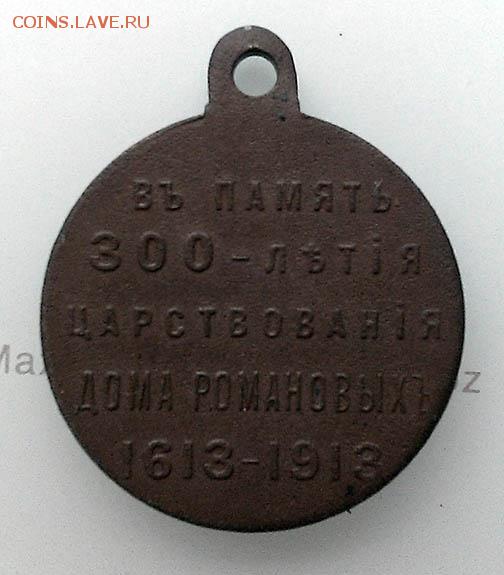 COINS.LAVE.RU
ВЪ ПАМЯТЬ
300-ЛѢТІЯ
ЦАРСТВОВАНІЯ
ДОМА РОМАНОВЫХЪ
1613-1913